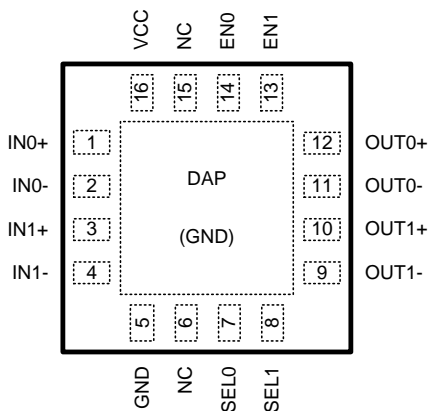 VCC NC EN0 EN1
16 15 14 13
IN0+ 1 12 OUT0+
IN0- 2 DAP 11 OUT0-
IN1+ 3 (GND) 10 OUT1+
IN1- 4 9 OUT1-
5 6 7 8
GND NC SEL0 SEL1